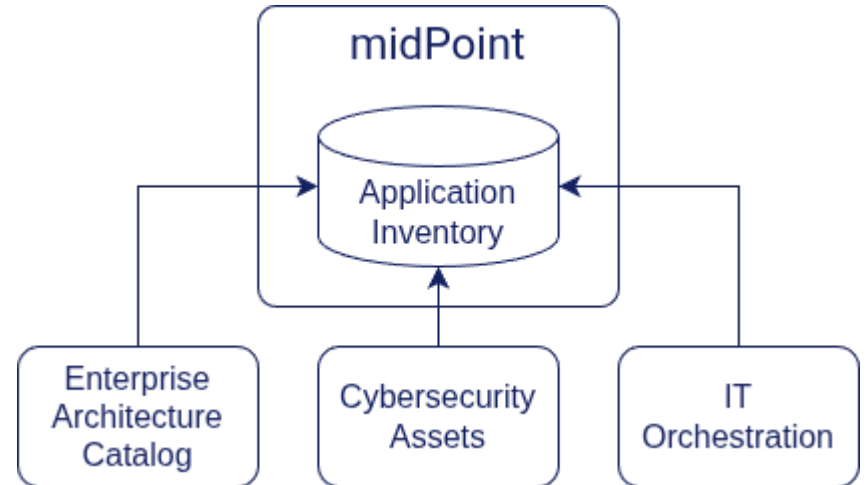 midPoint
Application
Inventory
Enterprise
Architecture
Catalog
Cybersecurity
Assets
IT
Orchestration